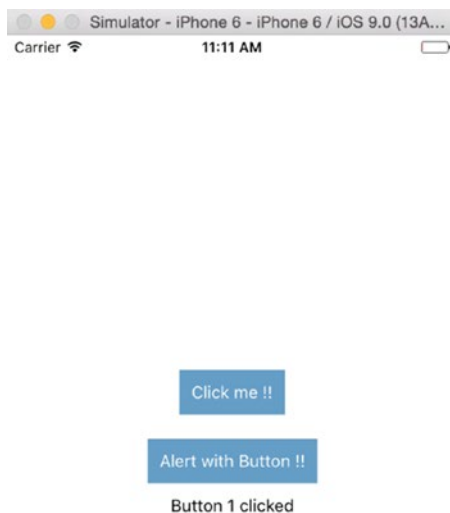 Simulator - iPhone 6 - iPhone 6 / iOS 9.0 (13A...
Carrier 11:11 AM
Click me !!
Alert with Button !!
Button 1 clicked